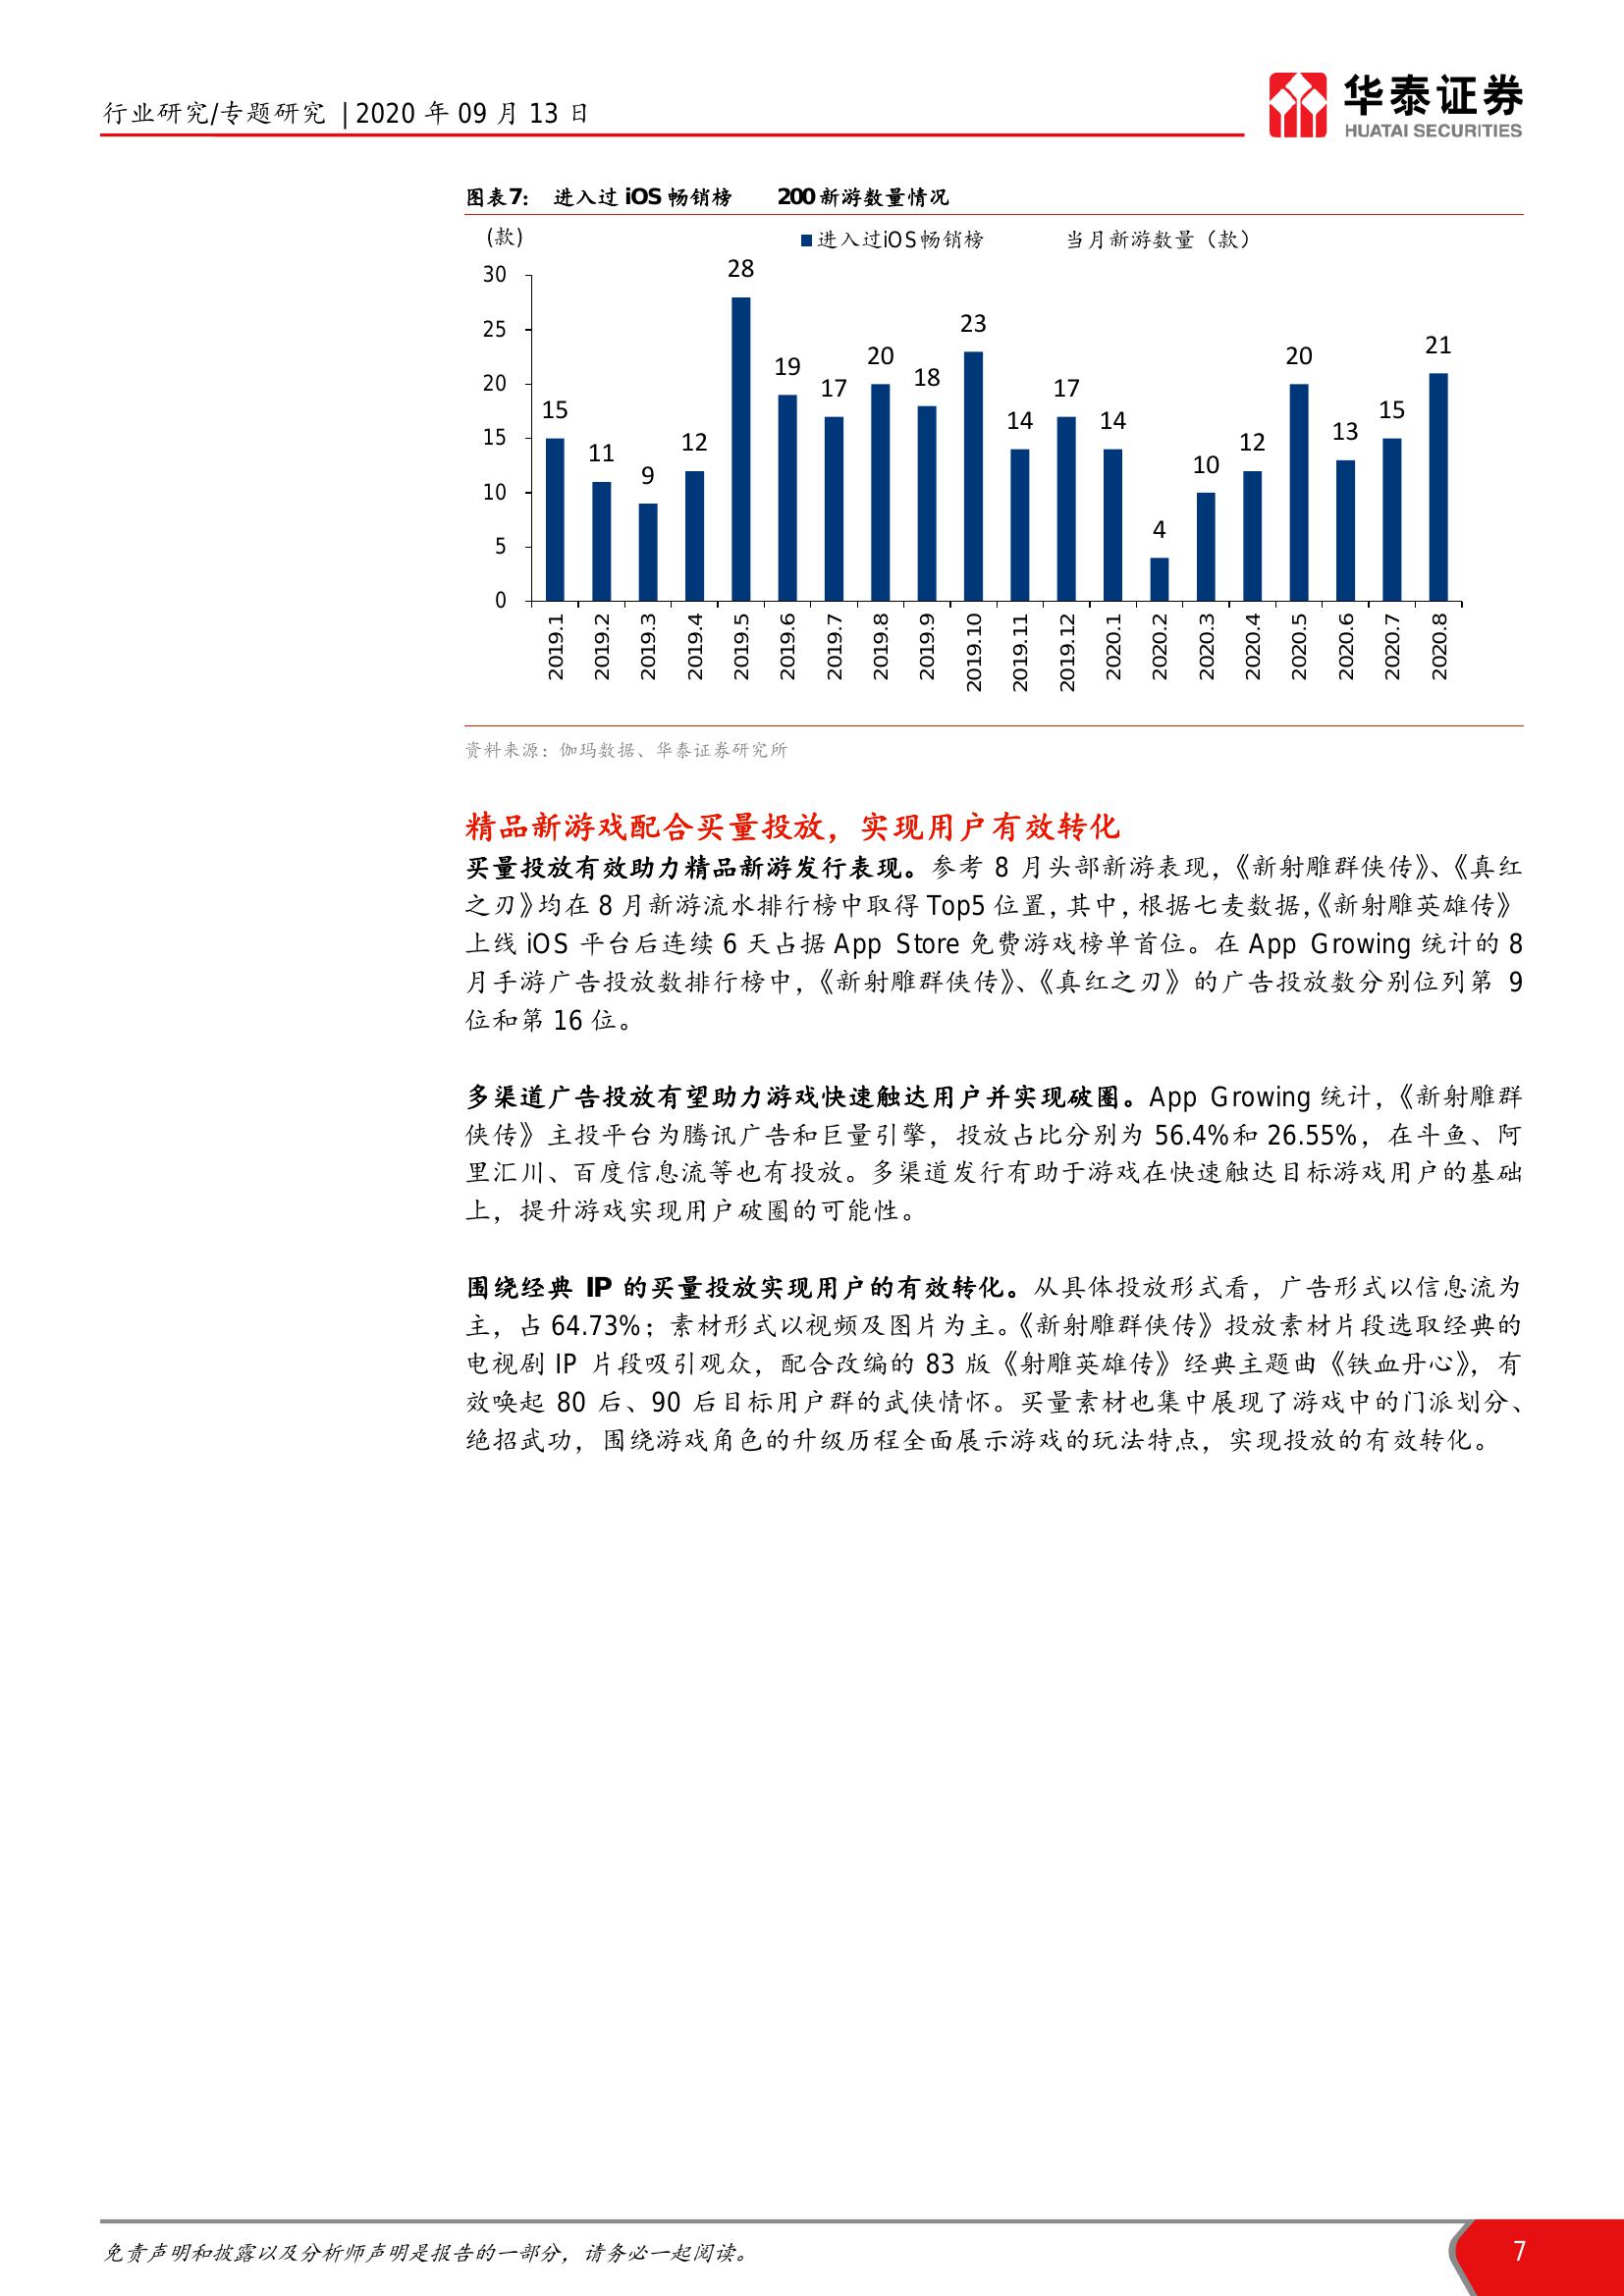 行业研究/专题研究 | 2020 年 09 月 13 日
华泰证券
HUATAI SECURITIES
图表7： 进入过 iOS 畅销榜 200 新游数量情况
(款)
进入过iOS畅销榜 当月新游数量（款）
30
25
20
15
10
5
0
15 11 9 12 28 19 17 20 18 23 14 17 14 4 10 12 20 13 15 21
2019.1 2019.2 2019.3 2019.4 2019.5 2019.6 2019.7 2019.8 2019.9 2019.10 2019.11 2019.12 2020.1 2020.2 2020.3 2020.4 2020.5 2020.6 2020.7 2020.8
资料来源：伽玛数据、华泰证券研究所
精品新游戏配合买量投放，实现用户有效转化
买量投放有效助力精品新游发行表现。参考 8 月头部新游表现，《新射雕群侠传》、《真红
之刃》均在 8 月新游流水排行榜中取得 Top5 位置，其中，根据七麦数据，《新射雕英雄传》
上线 iOS 平台后连续 6 天占据 App Store 免费游戏榜单首位。在 App Growing 统计的 8
月手游广告投放数排行榜中，《新射雕群侠传》、《真红之刃》的广告投放数分别位列第 9
位和第 16 位。
多渠道广告投放有望助力游戏快速触达用户并实现破圈。App Growing 统计，《新射雕群
侠传》主投平台为腾讯广告和巨量引擎，投放占比分别为 56.4%和 26.55%，在斗鱼、阿
里汇川、百度信息流等也有投放。多渠道发行有助于游戏在快速触达目标游戏用户的基础
上，提升游戏实现用户破圈的可能性。
围绕经典 IP 的买量投放实现用户的有效转化。从具体投放形式看，广告形式以信息流为
主，占 64.73%；素材形式以视频及图片为主。《新射雕群侠传》投放素材片段选取经典的
电视剧 IP 片段吸引观众，配合改编的 83 版《射雕英雄传》经典主题曲《铁血丹心》，有
效唤起 80 后、90 后目标用户群的武侠情怀。买量素材也集中展现了游戏中的门派划分、
绝招武功，围绕游戏角色的升级历程全面展示游戏的玩法特点，实现投放的有效转化。
免责声明和披露以及分析师声明是报告的一部分，请务必一起阅读。
7